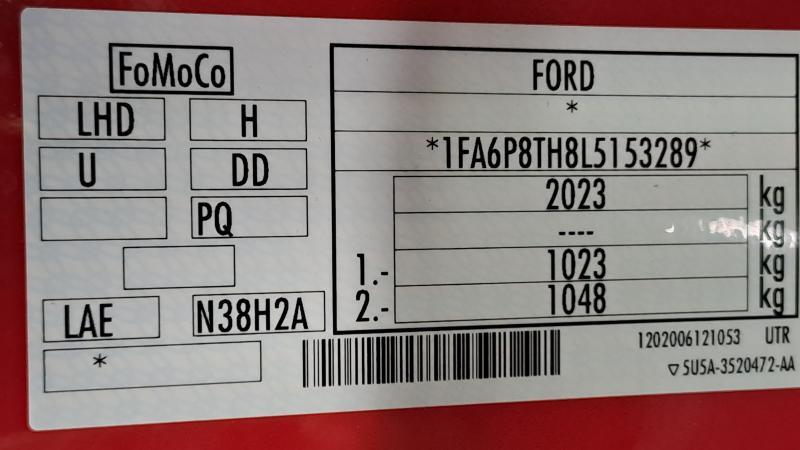 FoMoCo
LHD H
U DD
PQ
LAE N38H2A
*
FORD
*
*1FA6P8TH8L5153289*
2023 kg
---- kg
1.- 1023 kg
2.- 1048 kg
1202006121053 UTR
▽ 5U5A-3520472-AA